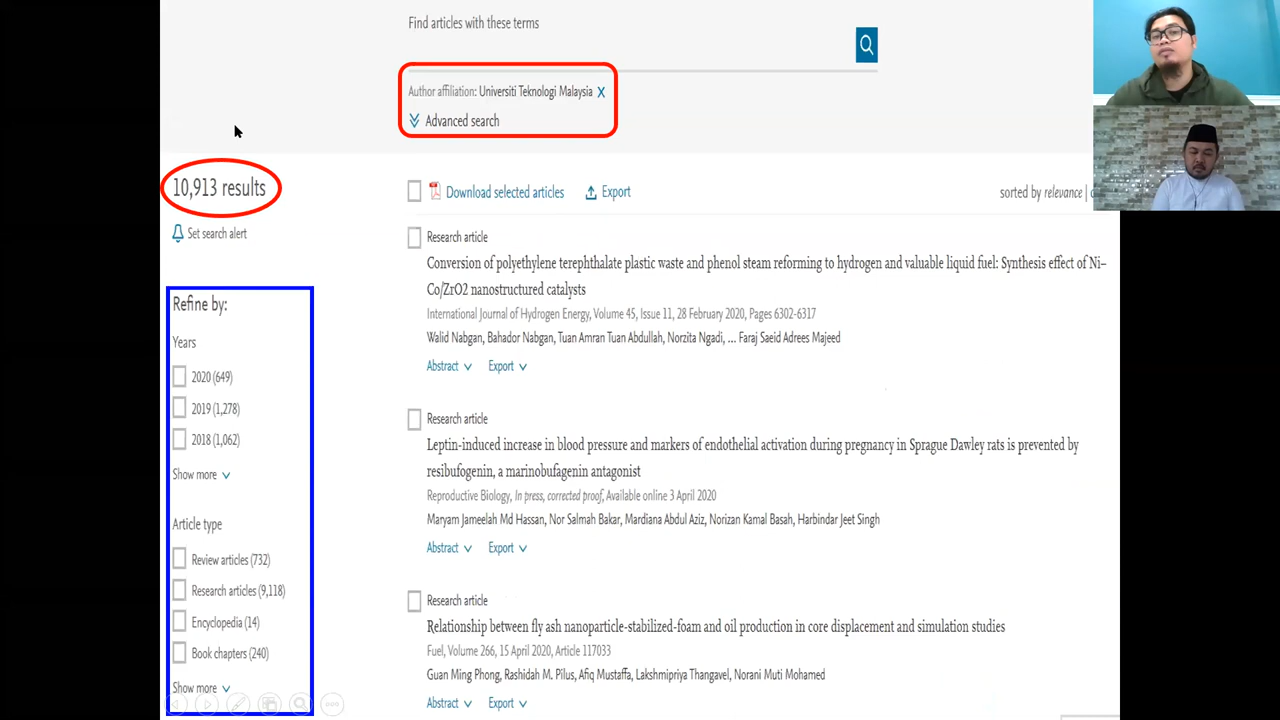 Find articles with these terms
Author affiliation: Universiti Teknologi Malaysia
Advanced search
10,913 results
Set search alert
Download selected articles
Export
sorted by relevance |
Refine by:
Years
2020 (649)
2019 (1,278)
2018 (1,062)
Show more
Article type
Review articles (732)
Research articles (9,118)
Encyclopedia (14)
Book chapters (240)
Show more
Research article
Conversion of polyethylene terephthalate plastic waste and phenol steam reforming to hydrogen and valuable liquid fuel: Synthesis effect of Ni–
Co/ZrO2 nanostructured catalysts
International Journal of Hydrogen Energy, Volume 45, Issue 11, 28 February 2020, Pages 6302-6317
Walid Nabgan, Bahador Nabgan, Tuan Amran Tuan Abdullah, Norzita Ngadi, ... Faraj Saeid Adrees Majeed
Abstract
Export
Research article
Leptin-induced increase in blood pressure and markers of endothelial activation during pregnancy in Sprague Dawley rats is prevented by
resibufogenin, a marinobufagenin antagonist
Reproductive Biology, In press, corrected proof, Available online 3 April 2020
Maryam Jameelah Md Hassan, Nor Salmah Bakar, Mardiana Abdul Aziz, Norizan Kamal Basah, Harbindar Jeet Singh
Abstract
Export
Research article
Relationship between fly ash nanoparticle-stabilized-foam and oil production in core displacement and simulation studies
Fuel, Volume 266, 15 April 2020, Article 117033
Guan Ming Phong, Rashidah M. Pilus, Afiq Mustaffa, Lakshmipriya Thangavel, Norani Muti Mohamed
Abstract
Export